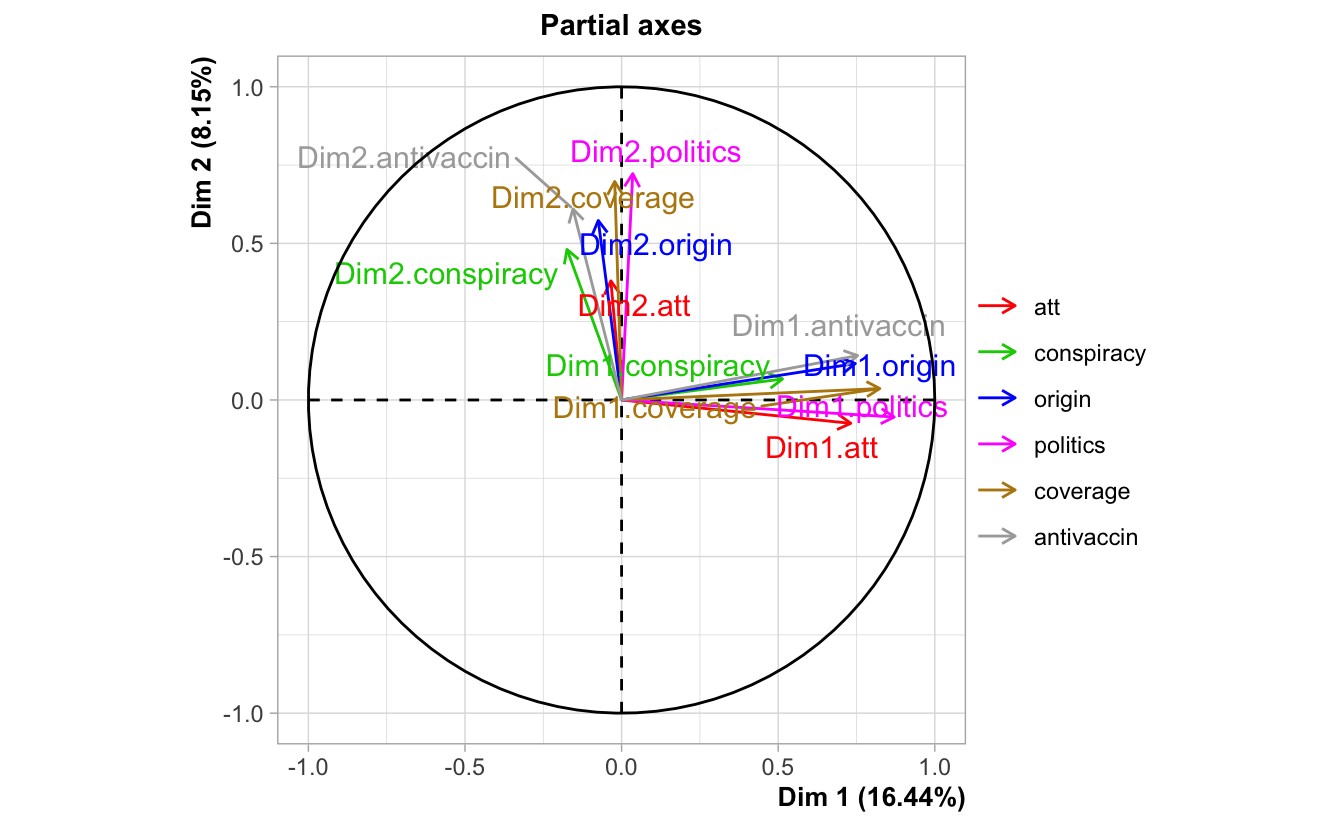 Partial axes
Dim 2 (8.15%)
1.0
0.5
0.0
-0.5
-1.0
Dim2.antivaccin
Dim2.politics
Dim2.coverage
Dim2.origin
Dim2.conspiracy
Dim2.att
Dim1.antivaccin
Dim1.conspiracy
Dim1.origin
Dim1.coverage
Dim1.politics
Dim1.att
att
conspiracy
origin
politics
coverage
antivaccin
-1.0
-0.5
0.0
0.5
1.0
Dim 1 (16.44%)